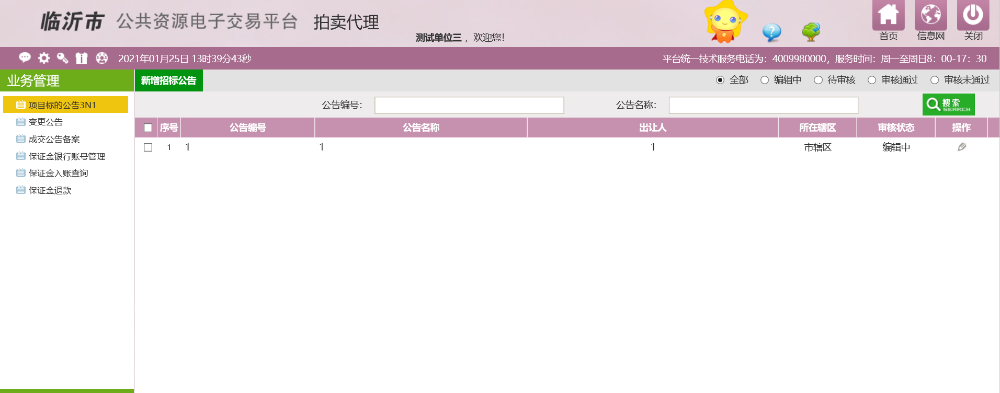 临沂市 公共资源电子交易平台 拍卖代理
测试单位三，欢迎您！
首页 信息网 关闭
2021年01月25日 13时39分43秒
平台统一技术服务电话为：4009980000，服务时间：周一至周日8：00-17：30
业务管理
新增招标公告
全部 编辑中 待审核 审核通过 审核未通过
项目标的公告3N1
变更公告
成交公告备案
保证金银行账号管理
保证金入账查询
保证金退款
公告编号： 公告名称： 搜索 SEARCH
序号 公告编号 公告名称 出让人 所在辖区 审核状态 操作
1 1 1 1 市辖区 编辑中